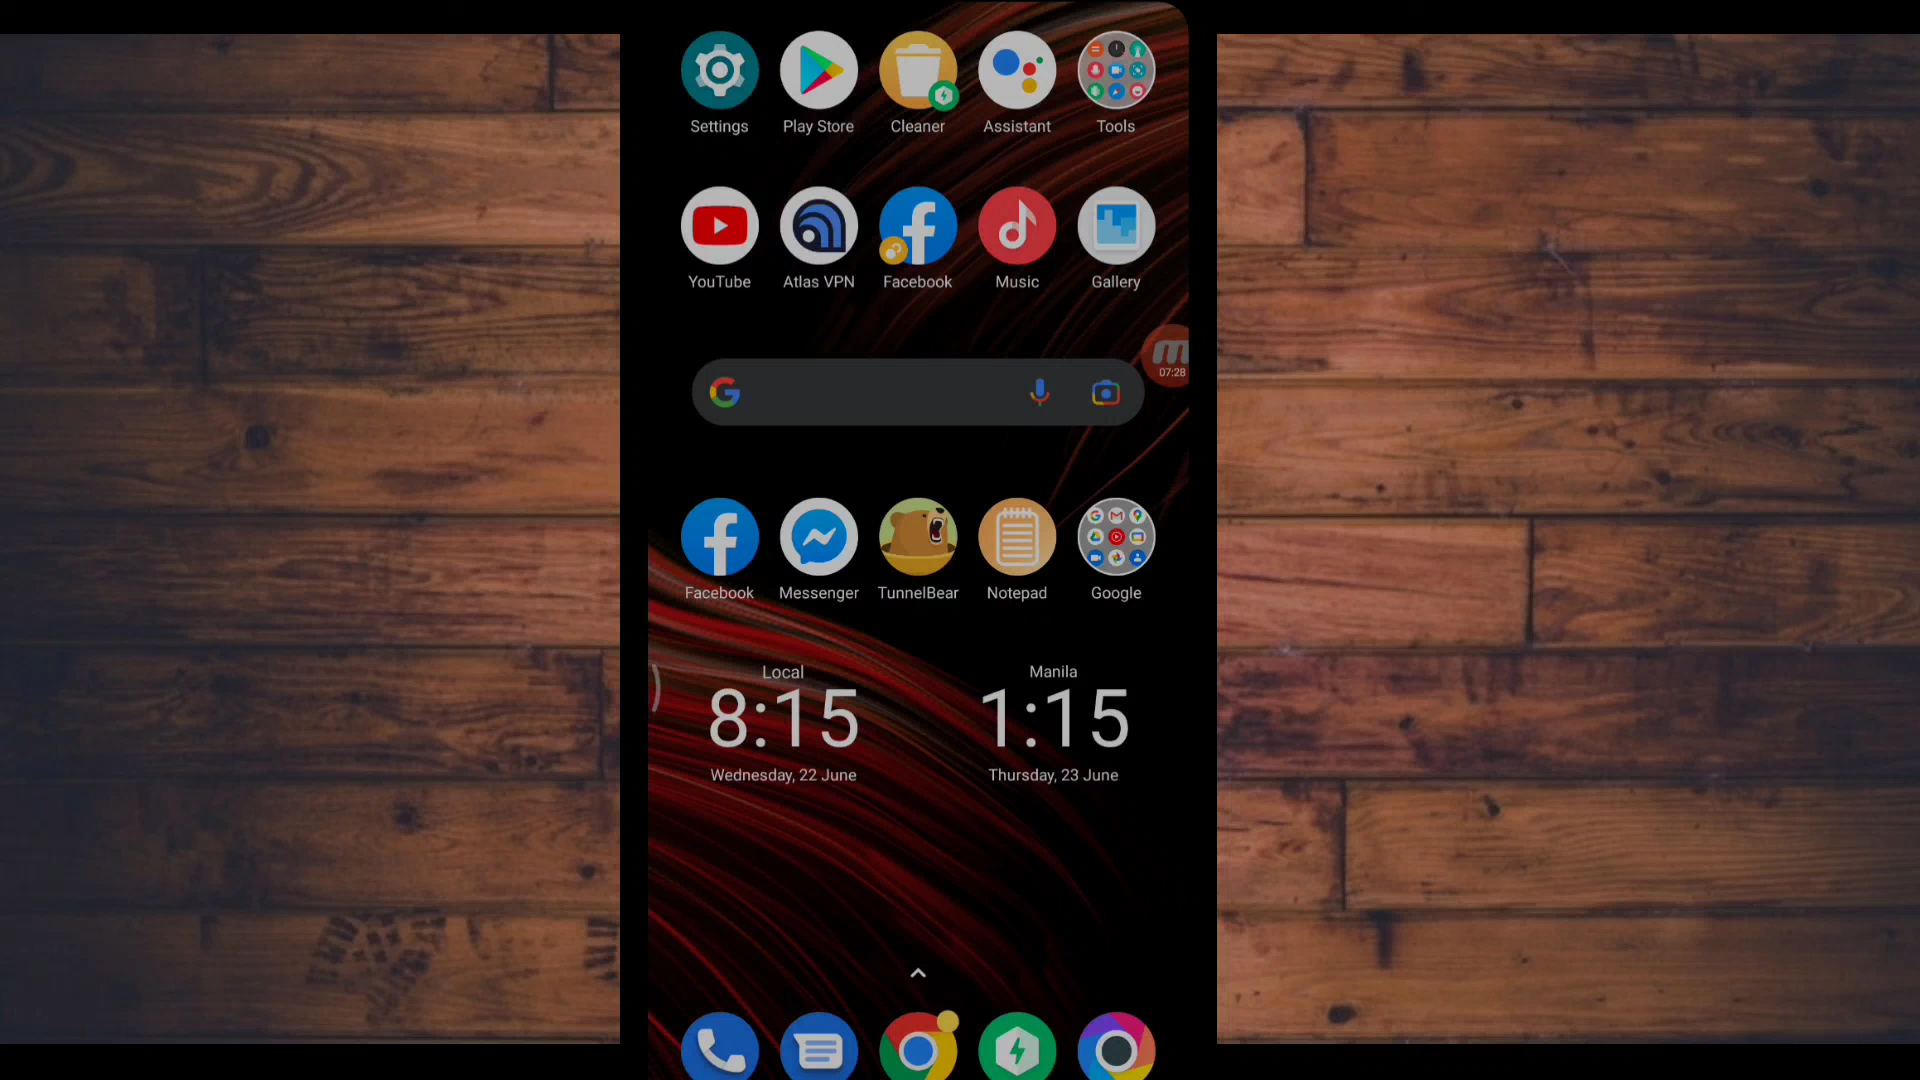 Settings Play Store Cleaner Assistant Tools
YouTube Atlas VPN Facebook Music Gallery
07:28
Facebook Messenger TunnelBear Notepad Google
Local Manila
8:15 1:15
Wednesday, 22 June Thursday, 23 June